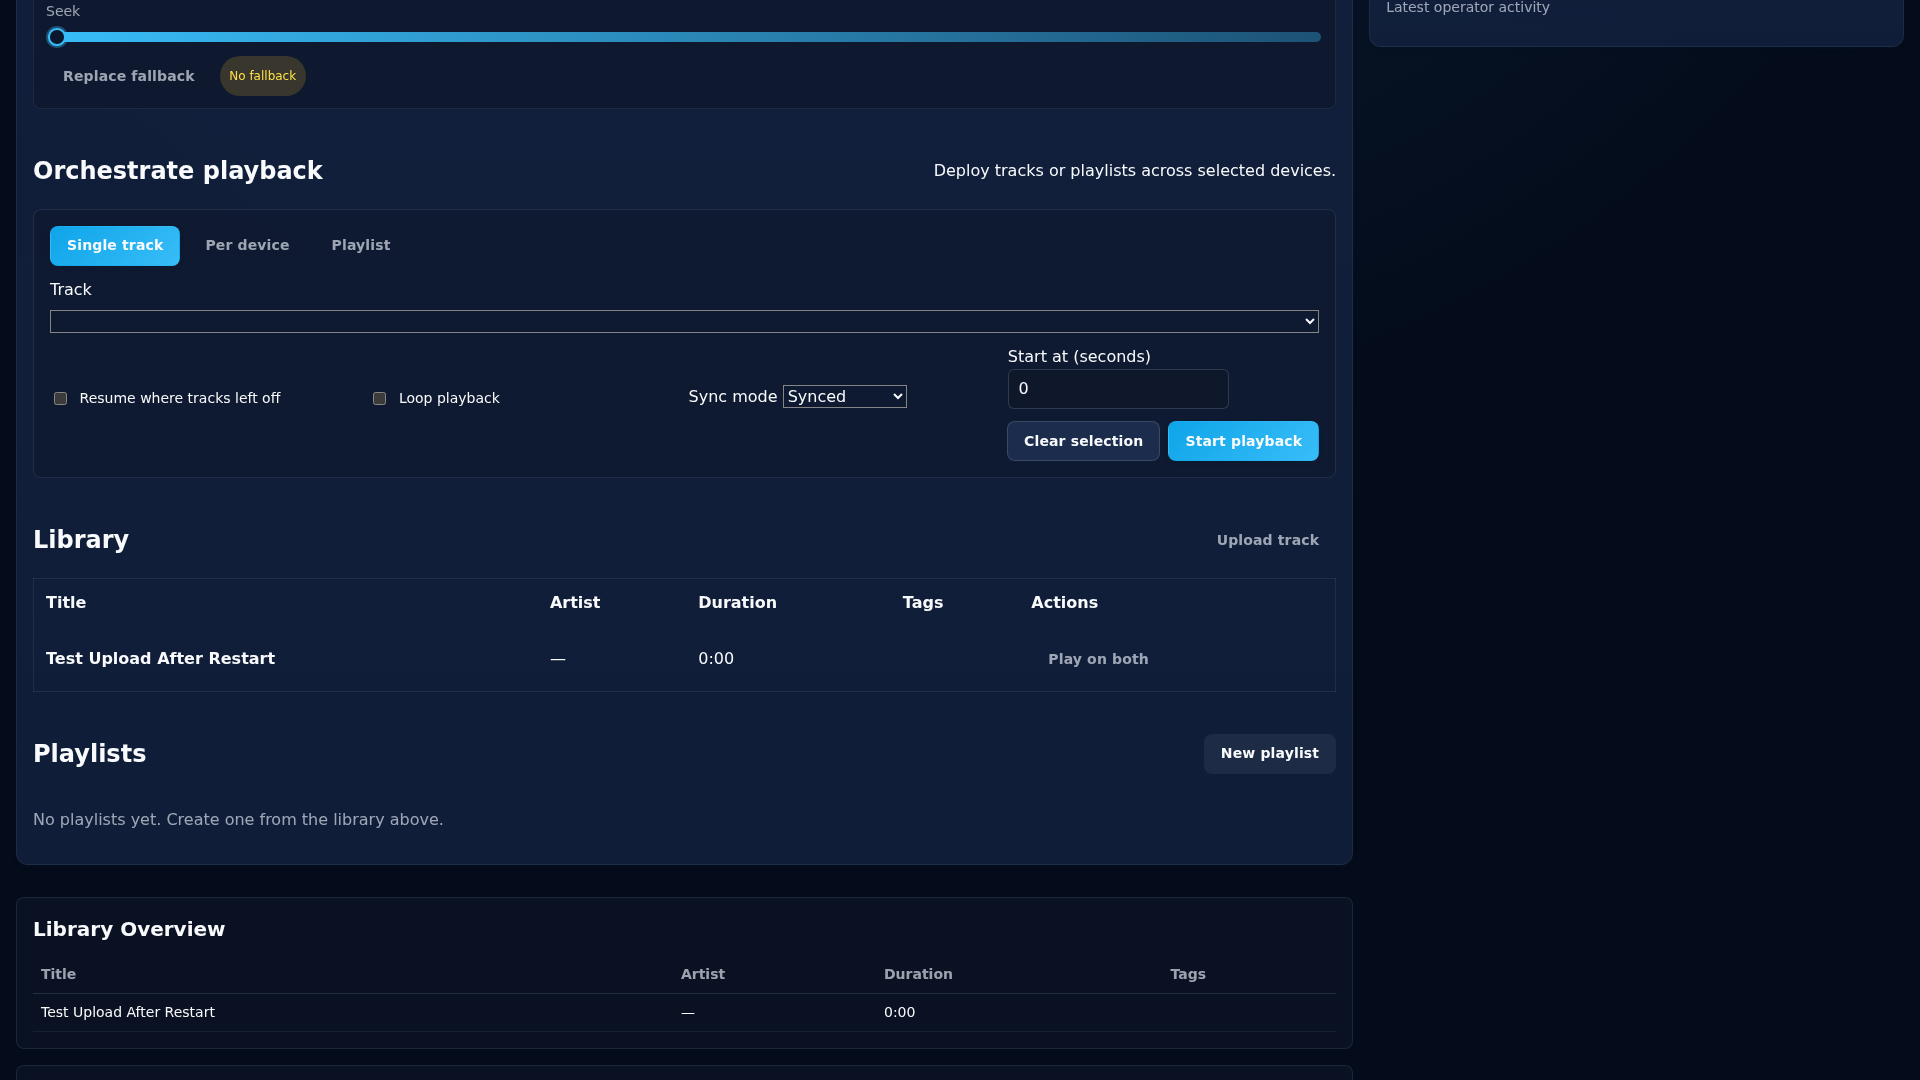 Seek
Latest operator activity
Replace fallback No fallback
Orchestrate playback Deploy tracks or playlists across selected devices.
Single track Per device Playlist
Track
Start at (seconds)
0
Resume where tracks left off Loop playback Sync mode Synced
Clear selection Start playback
Library Upload track
Title Artist Duration Tags Actions
Test Upload After Restart — 0:00 Play on both
Playlists New playlist
No playlists yet. Create one from the library above.
Library Overview
Title Artist Duration Tags
Test Upload After Restart — 0:00